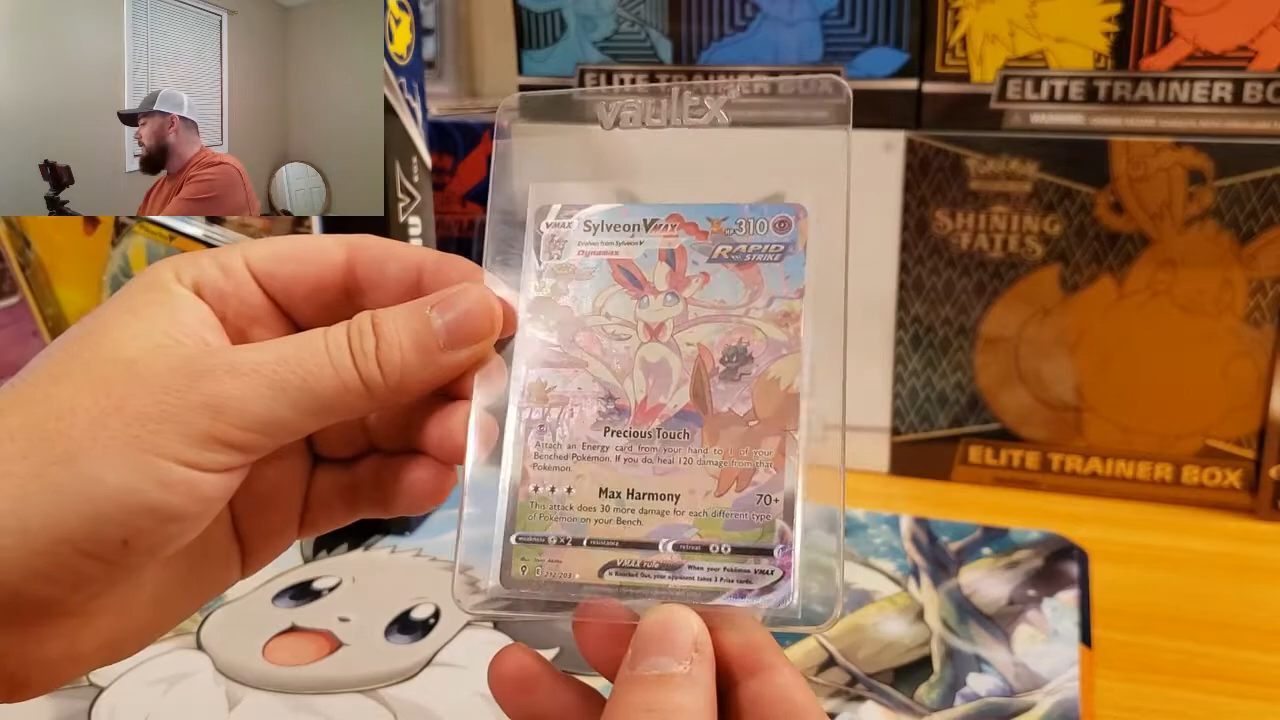 ELITE TRAINER BOX
ELITE TRAINER BO
WARNING:
vaultx
V
Pokémon
SHINING
FATES
ELITE TRAINER BOX
VMAX
Sylveon VMAX
HP 310
Evolves from Sylveon V
Dynamax
RAPID
STRIKE
Precious Touch
Attach an Energy card from your hand to 1 of your
Benched Pokémon. If you do, heal 120 damage from that
Pokémon.
Max Harmony 70+
This attack does 30 more damage for each different type
of Pokémon on your Bench.
weakness ×2 resistance retreat
VMAX rule When your Pokémon VMAX
is Knocked Out, your opponent takes 3 Prize cards.
212/203